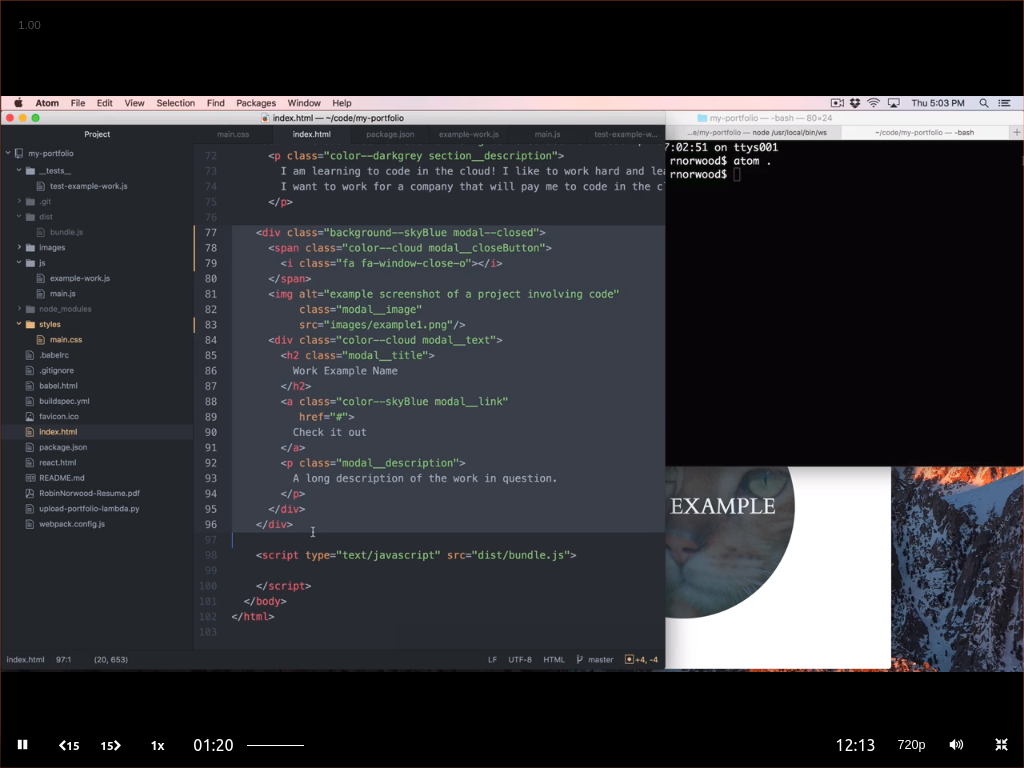 1.00
Atom File Edit View Selection Find Packages Window Help
Thu 5:03 PM
index.html — ~/code/my-portfolio
my-portfolio — -bash — 80×24
Project
main.css
index.html
package.json
example-work.js
main.js
test-example-w...
...e/my-portfolio — node /usr/local/bin/ws
~/code/my-portfolio — -bash
my-portfolio
__tests__
test-example-work.js
.git
dist
bundle.js
images
js
example-work.js
main.js
node_modules
styles
main.css
.babelrc
.gitignore
babel.html
buildspec.yml
favicon.ico
index.html
package.json
react.html
README.md
RobinNorwood-Resume.pdf
upload-portfolio-lambda.py
webpack.config.js
72 <p class="color--darkgrey section__description">
73 I am learning to code in the cloud! I like to work hard and lea
74 I want to work for a company that will pay me to code in the c
75 </p>
76
77 <div class="background--skyBlue modal--closed">
78 <span class="color--cloud modal__closeButton">
79 <i class="fa fa-window-close-o"></i>
80 </span>
81 <img alt="example screenshot of a project involving code"
82 class="modal__image"
83 src="images/example1.png"/>
84 <div class="color--cloud modal__text">
85 <h2 class="modal__title">
86 Work Example Name
87 </h2>
88 <a class="color--skyBlue modal__link"
89 href="#">
90 Check it out
91 </a>
92 <p class="modal__description">
93 A long description of the work in question.
94 </p>
95 </div>
96 </div>
97
98 <script type="text/javascript" src="dist/bundle.js">
99
100 </script>
101 </body>
102 </html>
103
7:02:51 on ttys001
rnorwood$ atom .
rnorwood$
EXAMPLE
index.html 97:1 (20, 653)
LF UTF-8 HTML master +4, -4
15 15 1x 01:20 12:13 720p